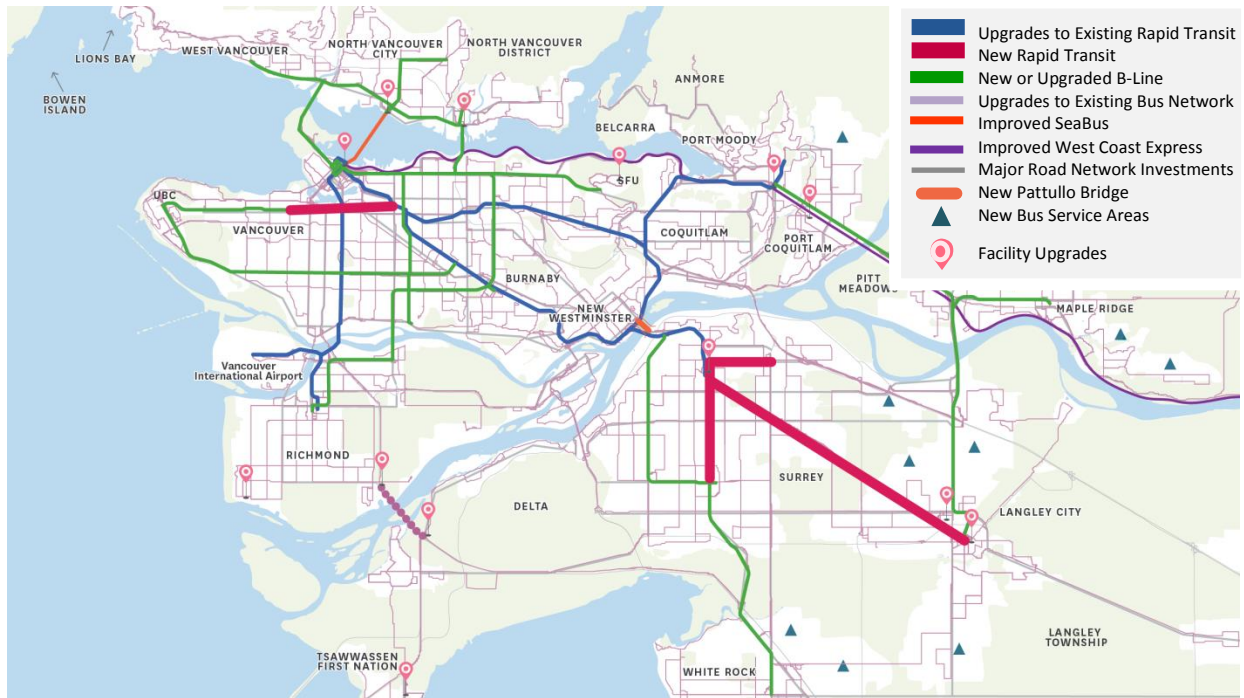 LIONS BAY
BOWEN
ISLAND
WEST VANCOUVER
NORTH VANCOUVER
CITY
NORTH VANCOUVER
DISTRICT
ANMORE
BELCARRA
PORT MOODY
UBC
SFU
VANCOUVER
BURNABY
COQUITLAM
PORT
COQUITLAM
NEW
WESTMINSTER
PITT
MEADOWS
MAPLE RIDGE
Vancouver
International Airport
RICHMOND
DELTA
SURREY
LANGLEY CITY
LANGLEY
TOWNSHIP
TSAWWASSEN
FIRST NATION
WHITE ROCK
Upgrades to Existing Rapid Transit
New Rapid Transit
New or Upgraded B-Line
Upgrades to Existing Bus Network
Improved SeaBus
Improved West Coast Express
Major Road Network Investments
New Pattullo Bridge
New Bus Service Areas
Facility Upgrades